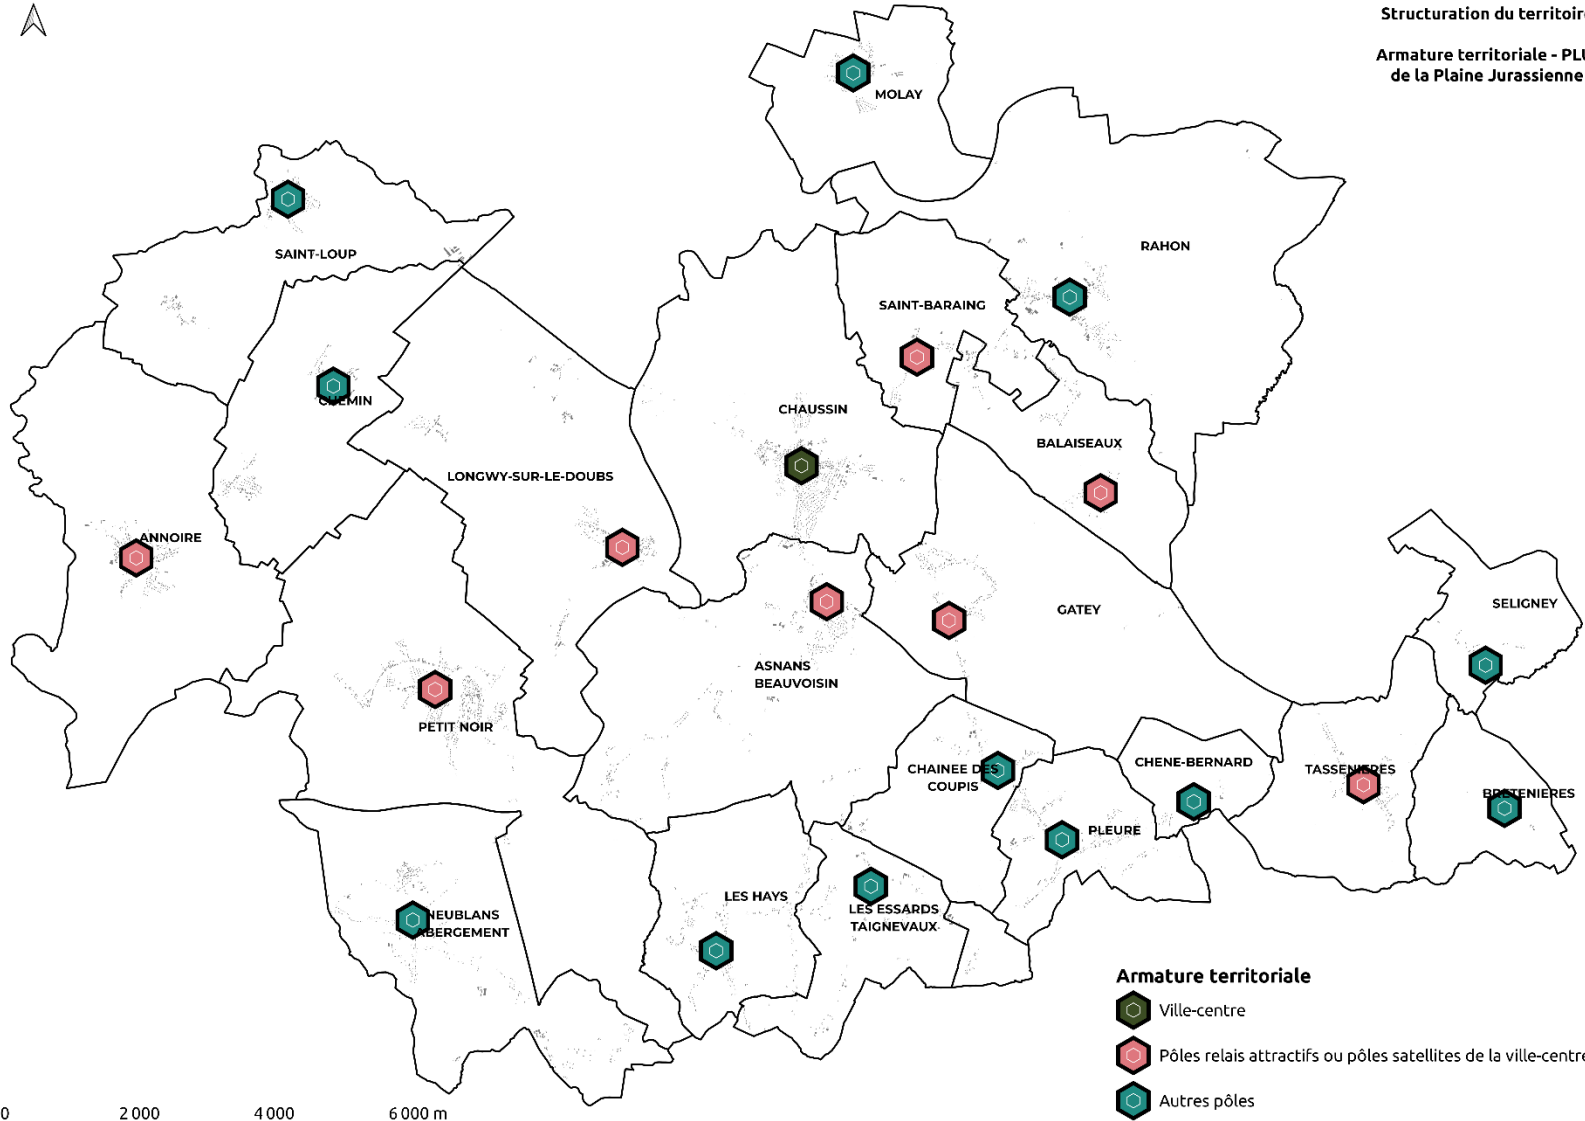 Structuration du territoire
Armature territoriale - PLU
de la Plaine Jurassienne
MOLAY
RAHON
SAINT-LOUP
SAINT-BARAING
CHEMIN
CHAUSSIN
BALAISEAUX
LONGWY-SUR-LE-DOUBS
ANNOIRE
SELIGNEY
GATEY
ASNANS
BEAUVOISIN
PETIT NOIR
CHENE-BERNARD
CHAINEE DES
COUPIS
TASSENIERES
BRETENIERES
PLEURE
LES HAYS
LES ESSARDS
TAIGNEVAUX
NEUBLANS
ABERGEMENT
Armature territoriale
Ville-centre
Pôles relais attractifs ou pôles satellites de la ville-centre
Autres pôles
0 2 000 4 000 6 000 m